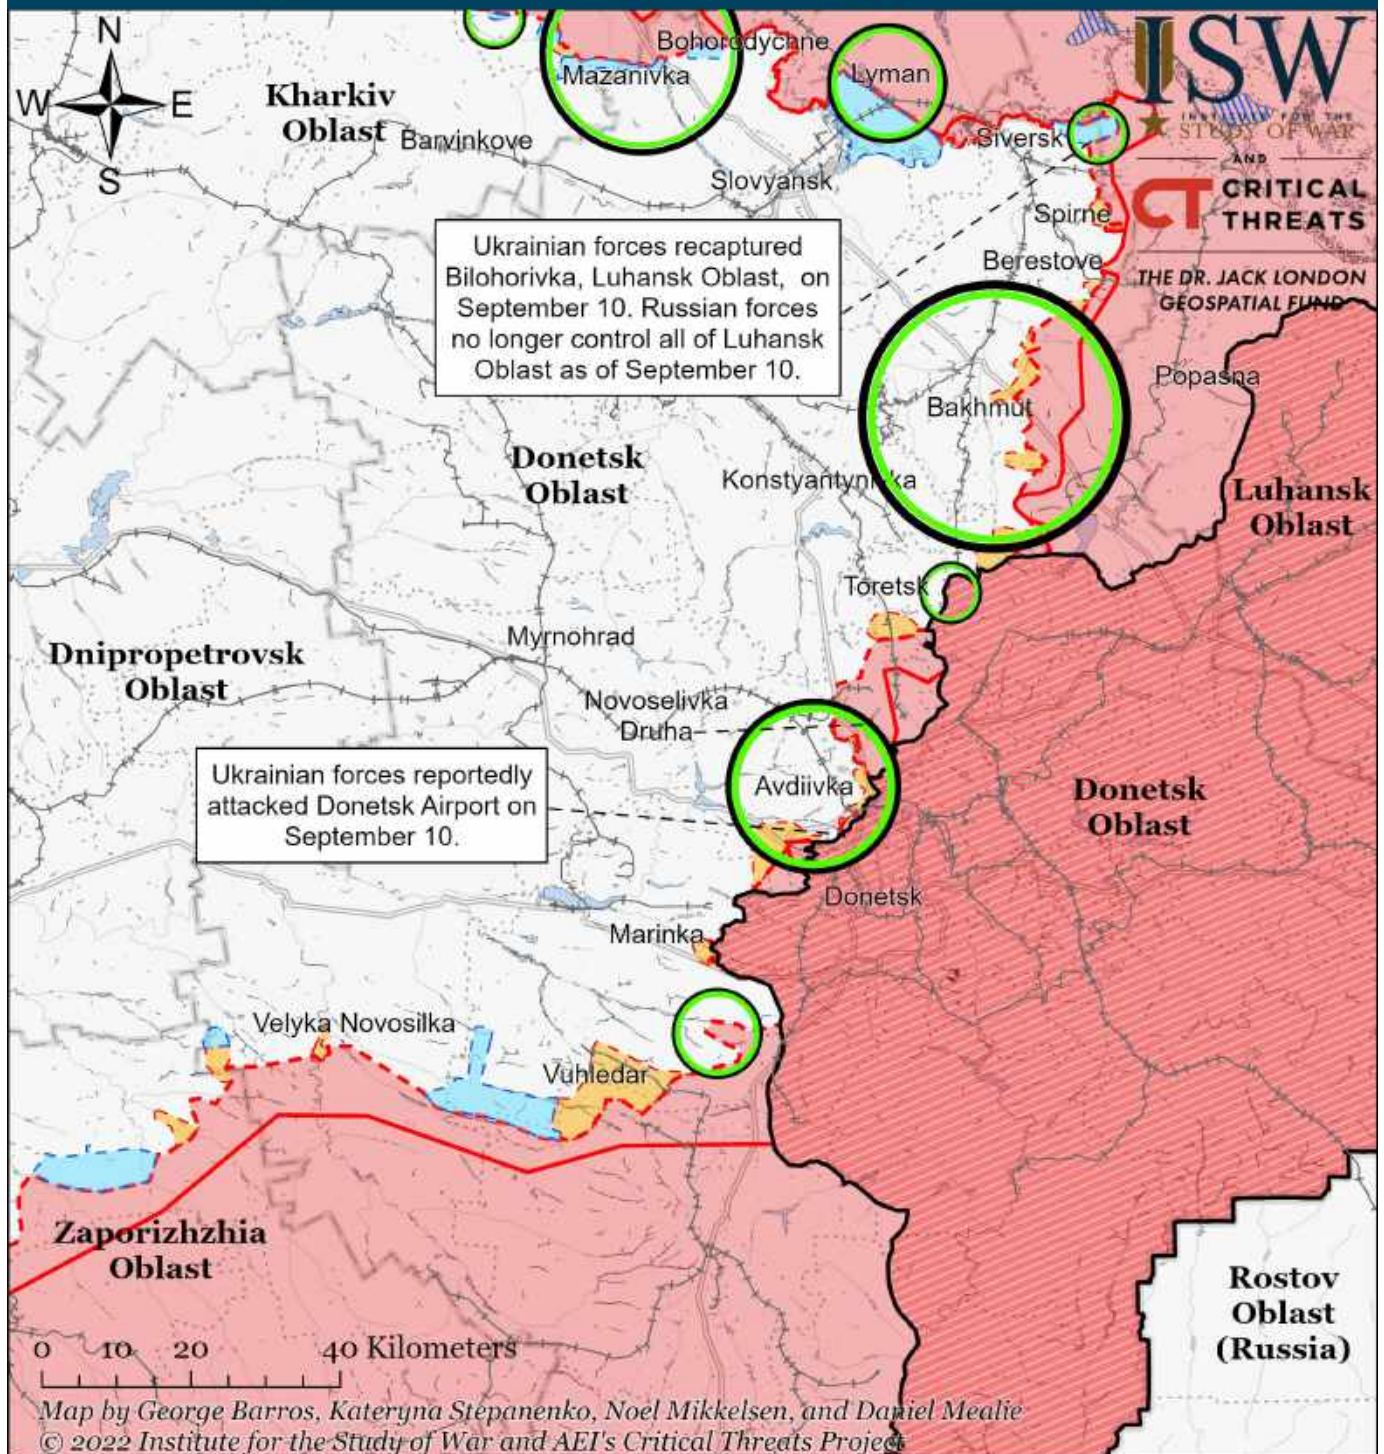 N
W
E
S
Kharkiv
Oblast
Barvinkove
Mazanivka
Bohorodychne
Lyman
Siversk
Slovyansk
Spirne
Berestove
ISW
INSTITUTE FOR THE
STUDY OF WAR
AND
CT CRITICAL
THREATS
THE DR. JACK LONDON
GEOSPATIAL FUND
Ukrainian forces recaptured
Bilohorivka, Luhansk Oblast, on
September 10. Russian forces
no longer control all of Luhansk
Oblast as of September 10.
Popasna
Bakhmut
Donetsk
Oblast
Konstyantynivka
Luhansk
Oblast
Toretsk
Myrnohrad
Dnipropetrovsk
Oblast
Novoselivka
Druha
Avdiivka
Ukrainian forces reportedly
attacked Donetsk Airport on
September 10.
Donetsk
Oblast
Donetsk
Marinka
Velyka Novosilka
Vuhledar
Zaporizhzhia
Oblast
Rostov
Oblast
(Russia)
0 10 20 40 Kilometers
Map by George Barros, Kateryna Stepanenko, Noel Mikkelsen, and Daniel Mealie
© 2022 Institute for the Study of War and AEI's Critical Threats Project